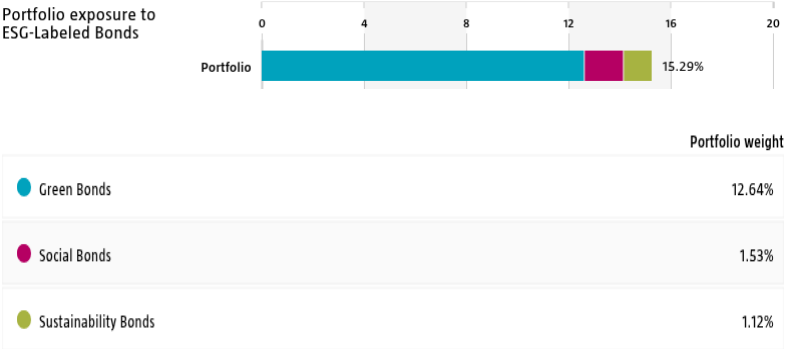 Portfolio exposure to
ESG-Labeled Bonds
0 4 8 12 16 20
Portfolio 15.29%
Portfolio weight
Green Bonds 12.64%
Social Bonds 1.53%
Sustainability Bonds 1.12%